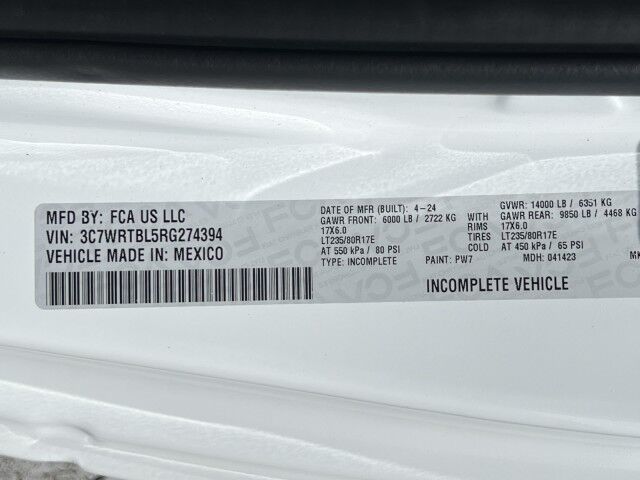 MFD BY: FCA US LLC
VIN: 3C7WRTBL5RG274394
VEHICLE MADE IN: MEXICO
DATE OF MFR (BUILT): 4-24 GVWR: 14000 LB / 6351 KG
GAWR FRONT: 6000 LB / 2722 KG WITH GAWR REAR: 9850 LB / 4468 KG
17X6.0 RIMS 17X6.0
LT235/80R17E TIRES LT235/80R17E
AT 550 kPa / 80 PSI COLD AT 450 kPa / 65 PSI
TYPE: INCOMPLETE PAINT: PW7 MDH: 041423
INCOMPLETE VEHICLE